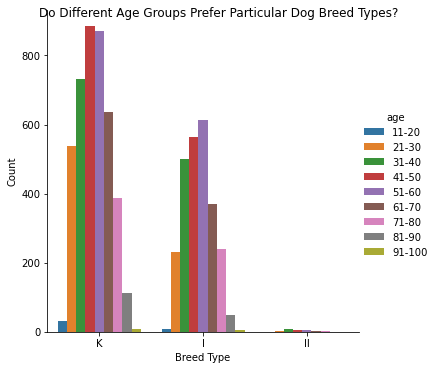 Do Different Age Groups Prefer Particular Dog Breed Types?
Count
800
600
400
200
0
K
I
II
Breed Type
age
11-20
21-30
31-40
41-50
51-60
61-70
71-80
81-90
91-100